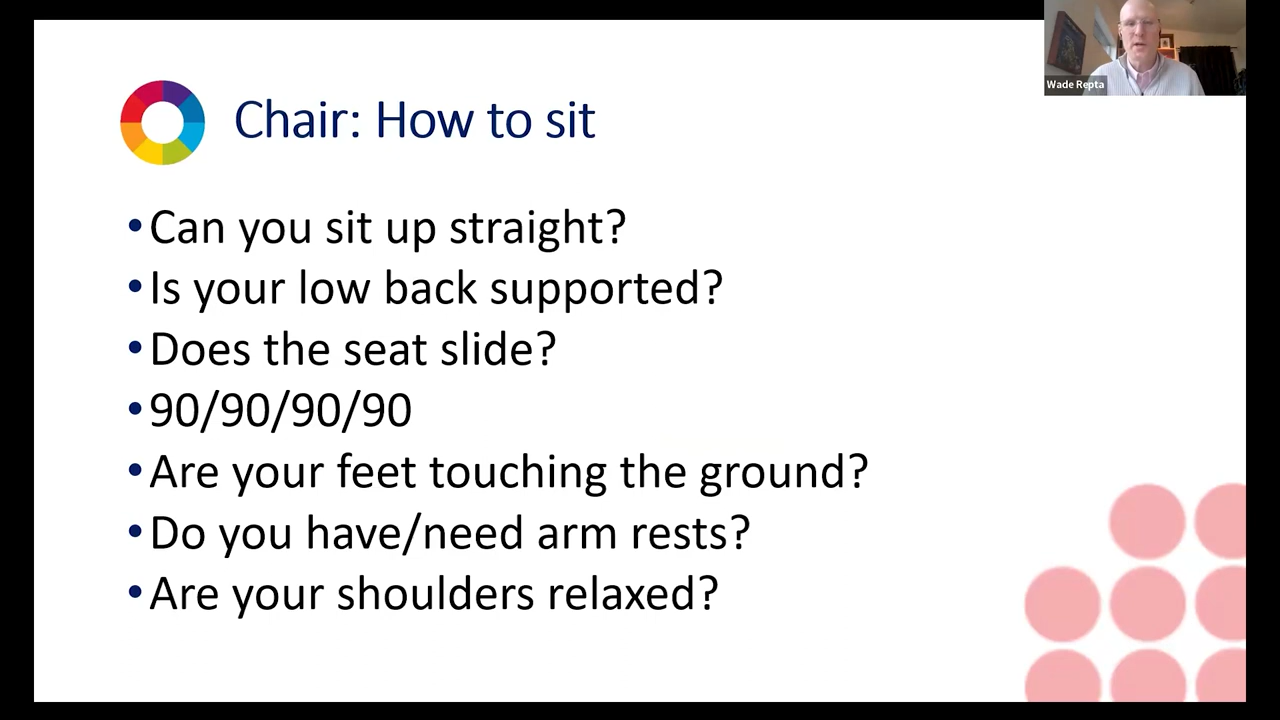 Wade Repta
Chair: How to sit
•Can you sit up straight?
•Is your low back supported?
•Does the seat slide?
•90/90/90/90
•Are your feet touching the ground?
•Do you have/need arm rests?
•Are your shoulders relaxed?